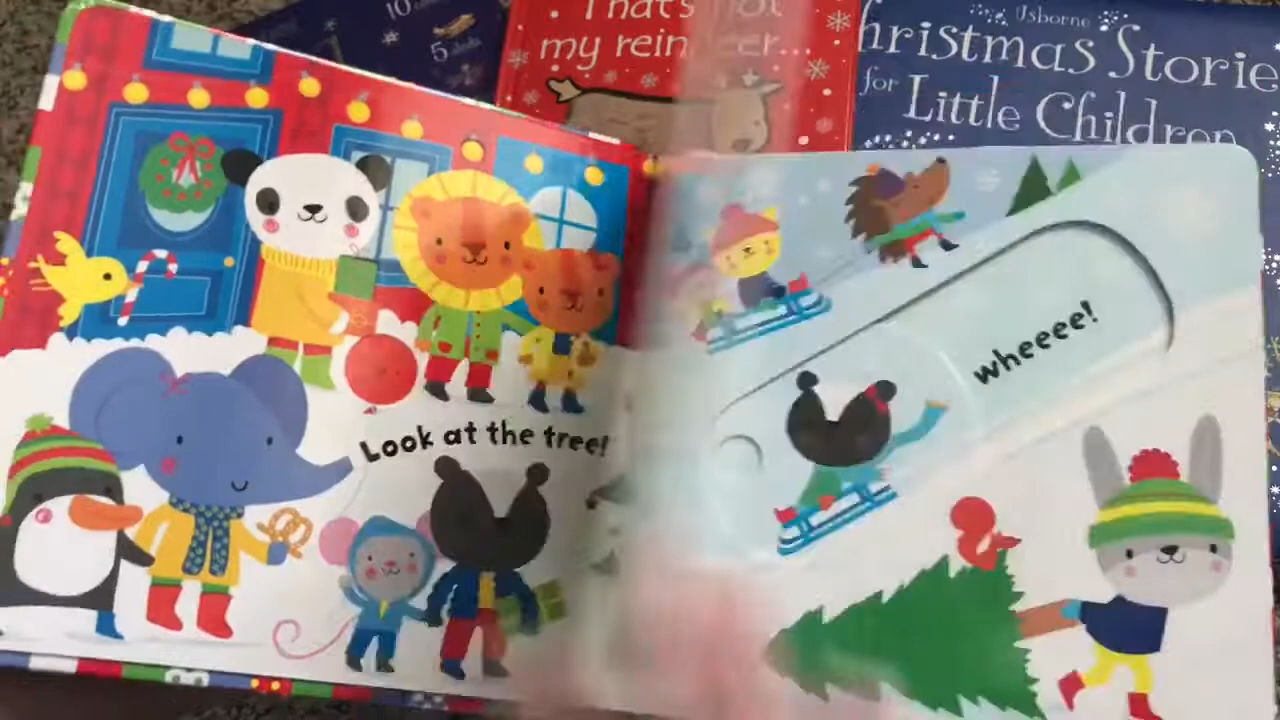 10
5
That's not
my reindeer...
Usborne
Christmas Stories
for Little Children
Look at the tree!
wheeee!